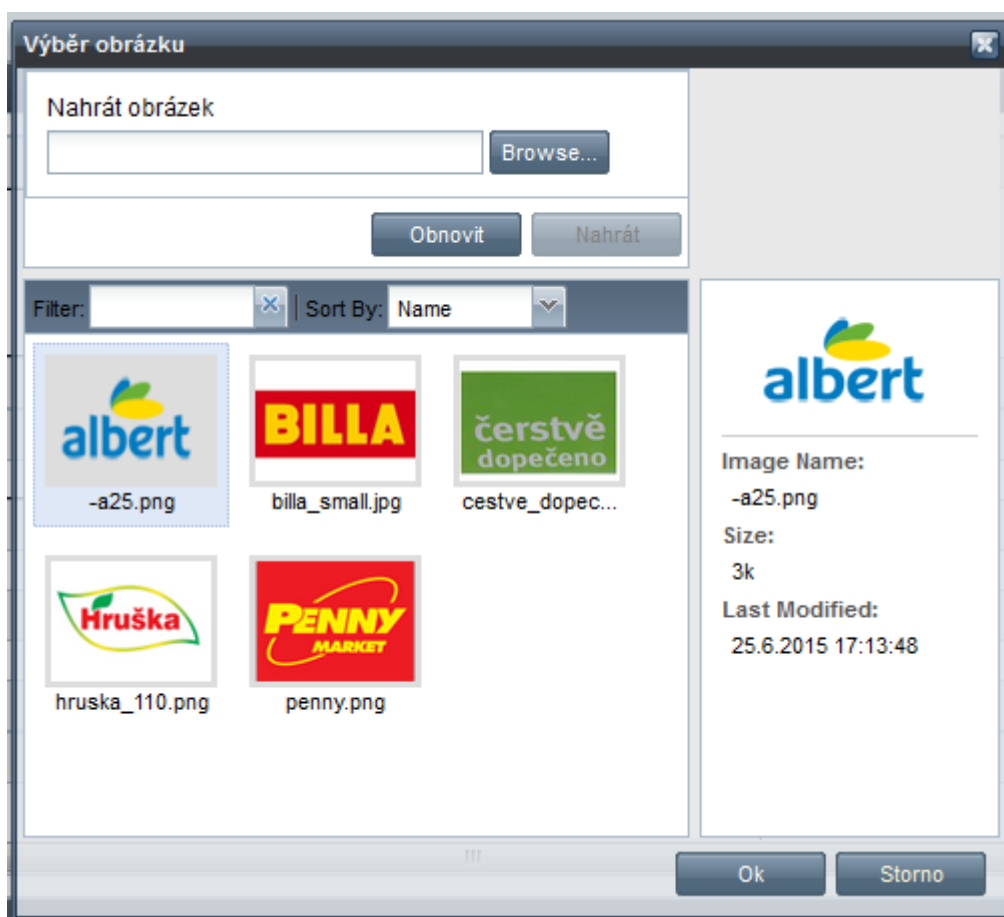 Výběr obrázku
Nahrát obrázek
Browse...
Obnovit
Nahrát
Filter:
Sort By:
Name
albert
-a25.png
BILLA
billa_small.jpg
čerstvě
dopečeno
cestve_dopec...
Hruška
hruska_110.png
PENNY
MARKET
penny.png
albert
Image Name:
-a25.png
Size:
3k
Last Modified:
25.6.2015 17:13:48
Ok
Storno